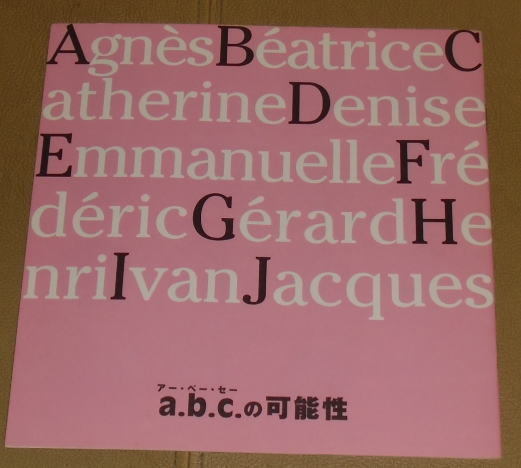 AgnèsBéatriceC
atherineDenise
EmmanuelleFré
déricGérardHe
nriIvanJacques
アー・ベー・セー
a.b.c.の可能性